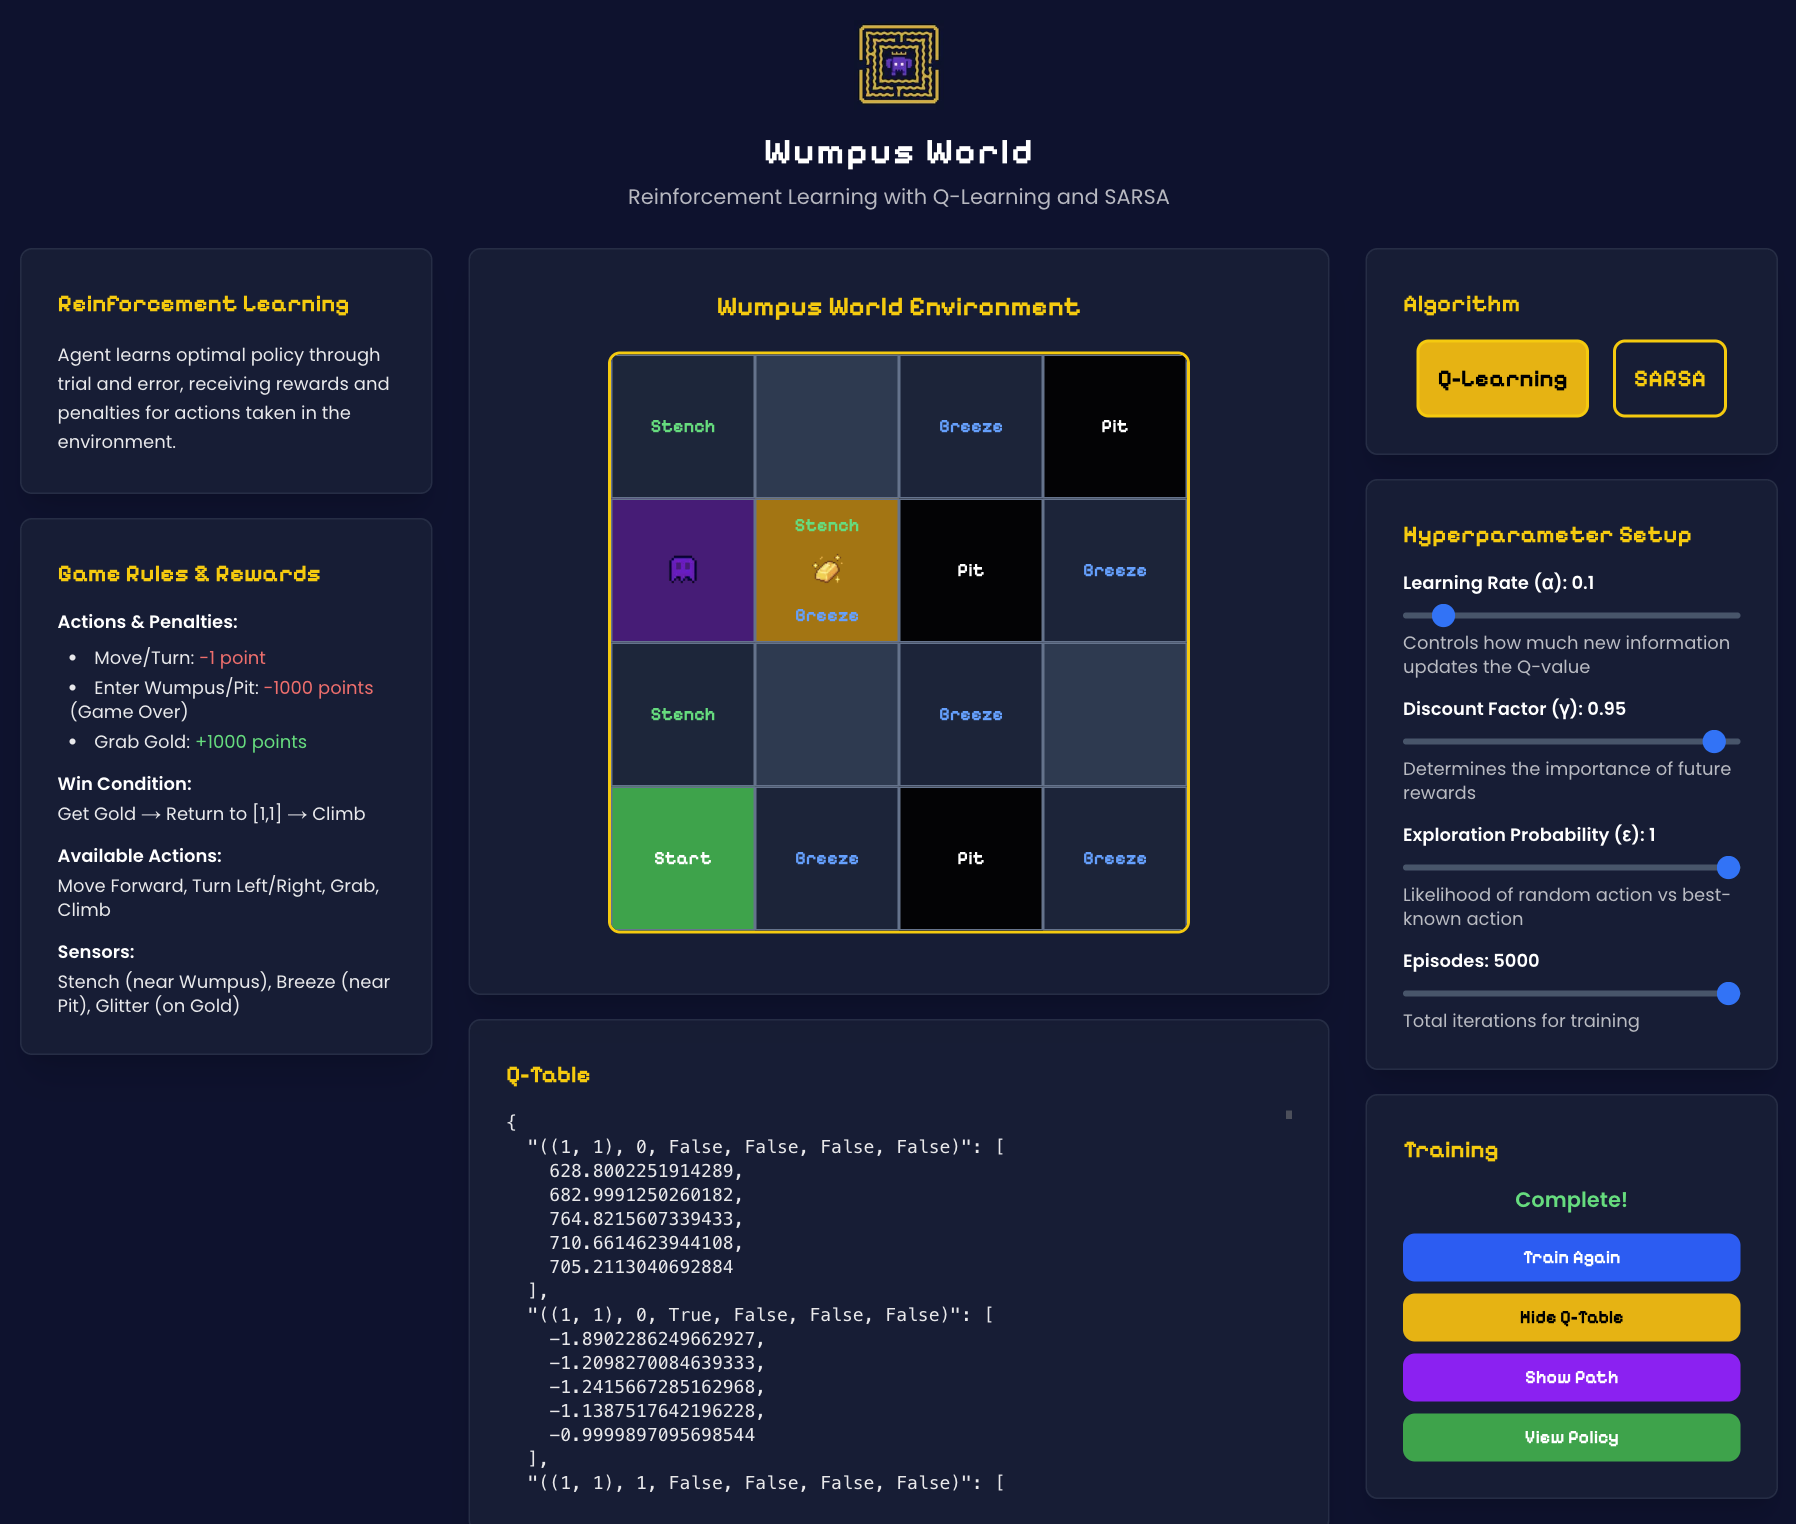 Wumpus World
Reinforcement Learning with Q-Learning and SARSA
Reinforcement Learning
Agent learns optimal policy through
trial and error, receiving rewards and
penalties for actions taken in the
environment.
Game Rules & Rewards
Actions & Penalties:
• Move/Turn: -1 point
• Enter Wumpus/Pit: -1000 points
(Game Over)
• Grab Gold: +1000 points
Win Condition:
Get Gold → Return to [1,1] → Climb
Available Actions:
Move Forward, Turn Left/Right, Grab,
Climb
Sensors:
Stench (near Wumpus), Breeze (near
Pit), Glitter (on Gold)
Wumpus World Environment
Stench
Breeze
Pit
Stench
Breeze
Pit
Breeze
Stench
Breeze
Start
Breeze
Pit
Breeze
Q-Table
{
"((1, 1), 0, False, False, False, False)": [
628.8002251914289,
682.9991250260182,
764.8215607339433,
710.6614623944108,
705.2113040692884
],
"((1, 1), 0, True, False, False, False)": [
-1.8902286249662927,
-1.2098270084639333,
-1.2415667285162968,
-1.1387517642196228,
-0.9999897095698544
],
"((1, 1), 1, False, False, False, False)": [
Algorithm
Q-Learning
SARSA
Hyperparameter Setup
Learning Rate (α): 0.1
Controls how much new information
updates the Q-value
Discount Factor (γ): 0.95
Determines the importance of future
rewards
Exploration Probability (ε): 1
Likelihood of random action vs best-
known action
Episodes: 5000
Total iterations for training
Training
Complete!
Train Again
Hide Q-Table
Show Path
View Policy